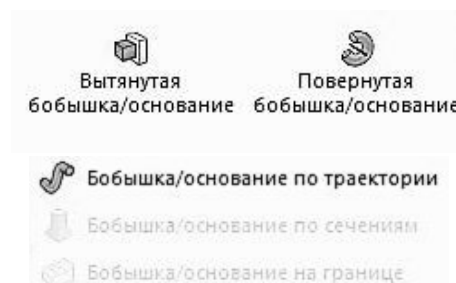 Вытянутая
бобышка/основание
Повернутая
бобышка/основание
Бобышка/основание по траектории
Бобышка/основание по сечениям
Бобышка/основание на границе